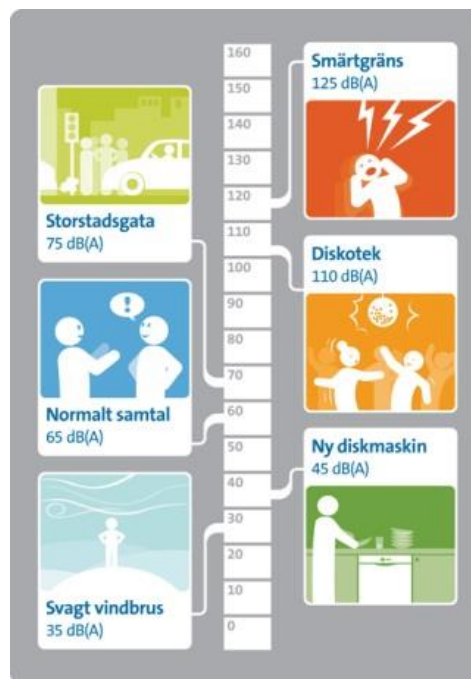 Storstadsgata
75 dB(A)
Normalt samtal
65 dB(A)
Svagt vindbrus
35 dB(A)
160
150
140
130
120
110
100
90
80
70
60
50
40
30
20
10
0
Smärtgräns
125 dB(A)
Diskotek
110 dB(A)
Ny diskmaskin
45 dB(A)
!